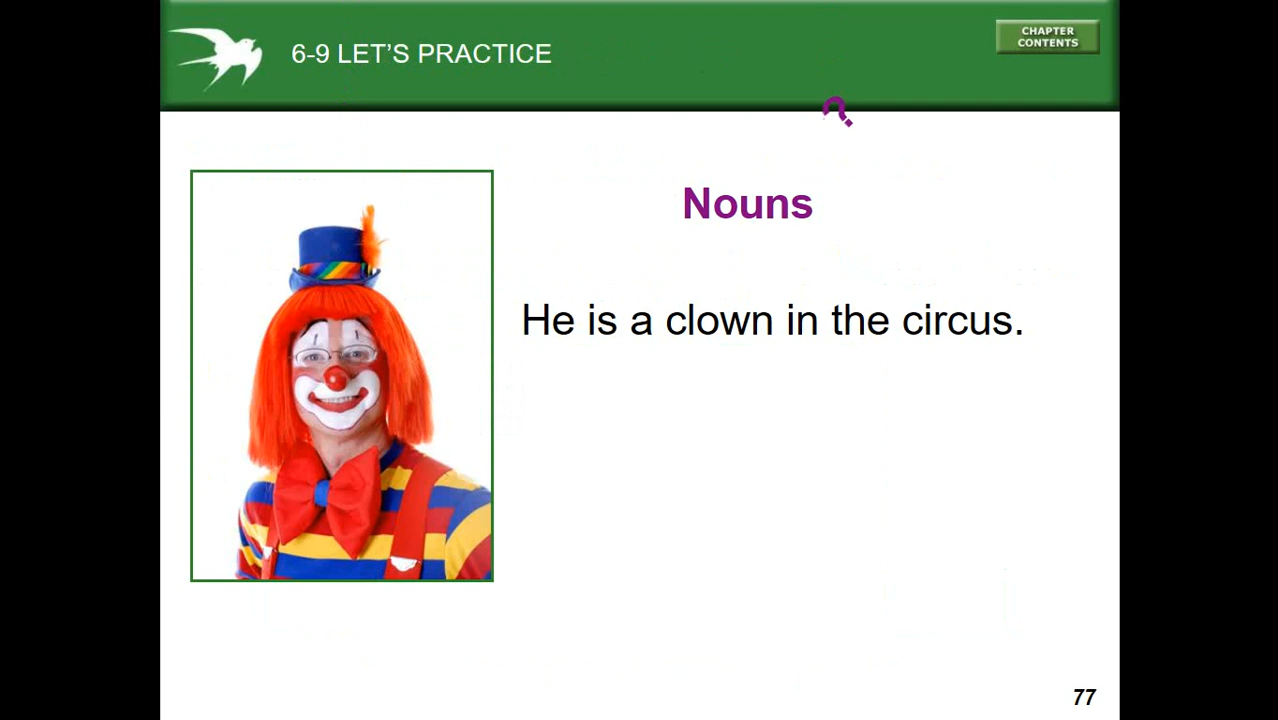 6-9 LET’S PRACTICE
CHAPTER
CONTENTS
?
Nouns
He is a clown in the circus.
77